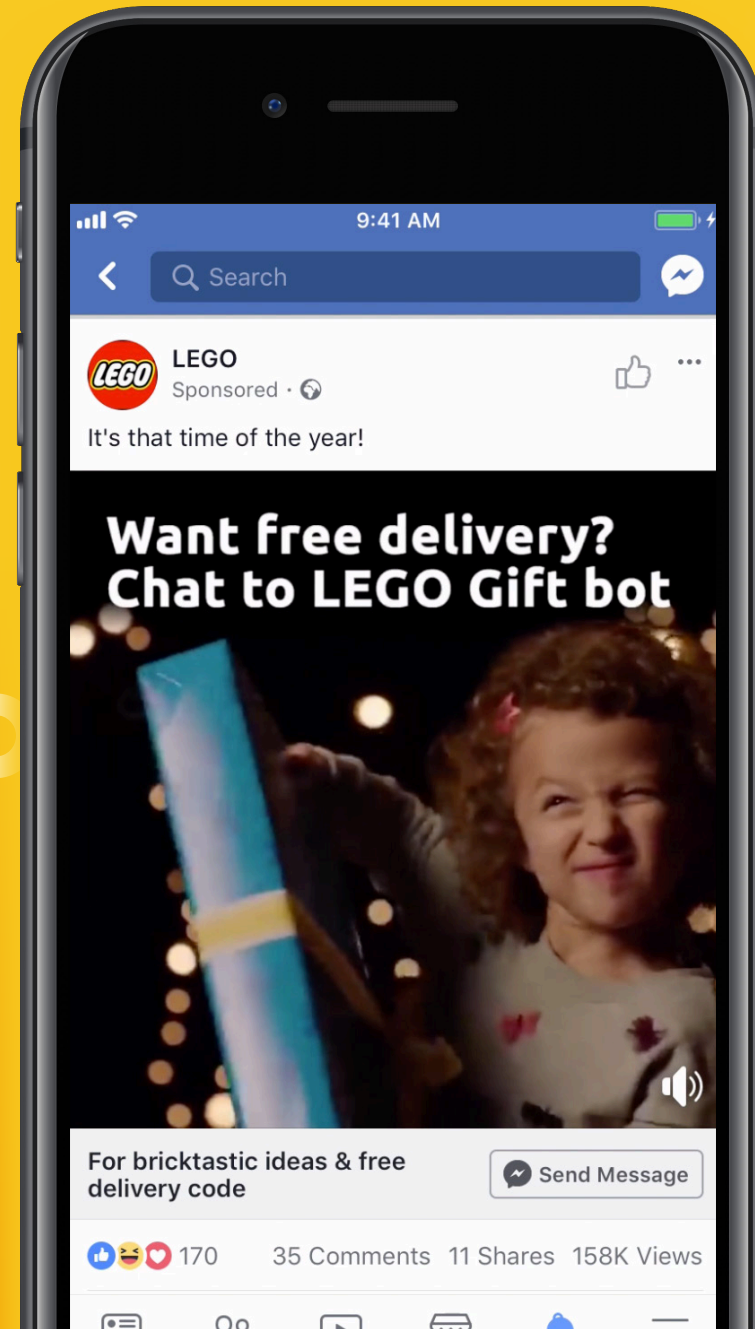 9:41 AM
Search
LEGO
LEGO
Sponsored ·
It's that time of the year!
Want free delivery?
Chat to LEGO Gift bot
For bricktastic ideas & free
delivery code
Send Message
170 35 Comments 11 Shares 158K Views